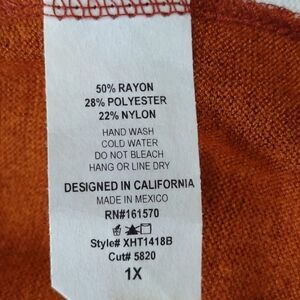 50% RAYON
28% POLYESTER
22% NYLON
HAND WASH
COLD WATER
DO NOT BLEACH
HANG OR LINE DRY
DESIGNED IN CALIFORNIA
MADE IN MEXICO
RN#161570
Style# XHT1418B
Cut# 5820
1X